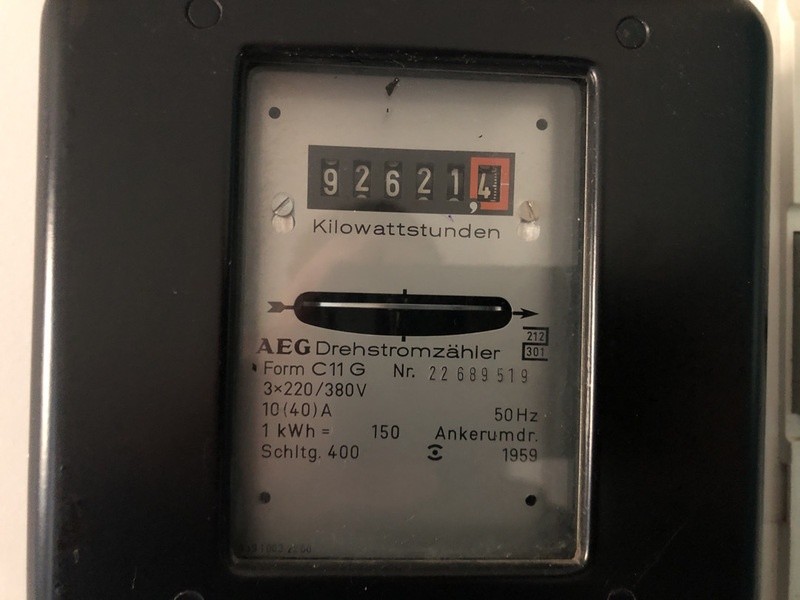 92621,4
Kilowattstunden
212
301
AEG Drehstromzähler
Form C11G Nr. 22689519
3×220/380V
10(40)A 50Hz
1 kWh = 150 Ankerumdr.
Schltg. 400 1959